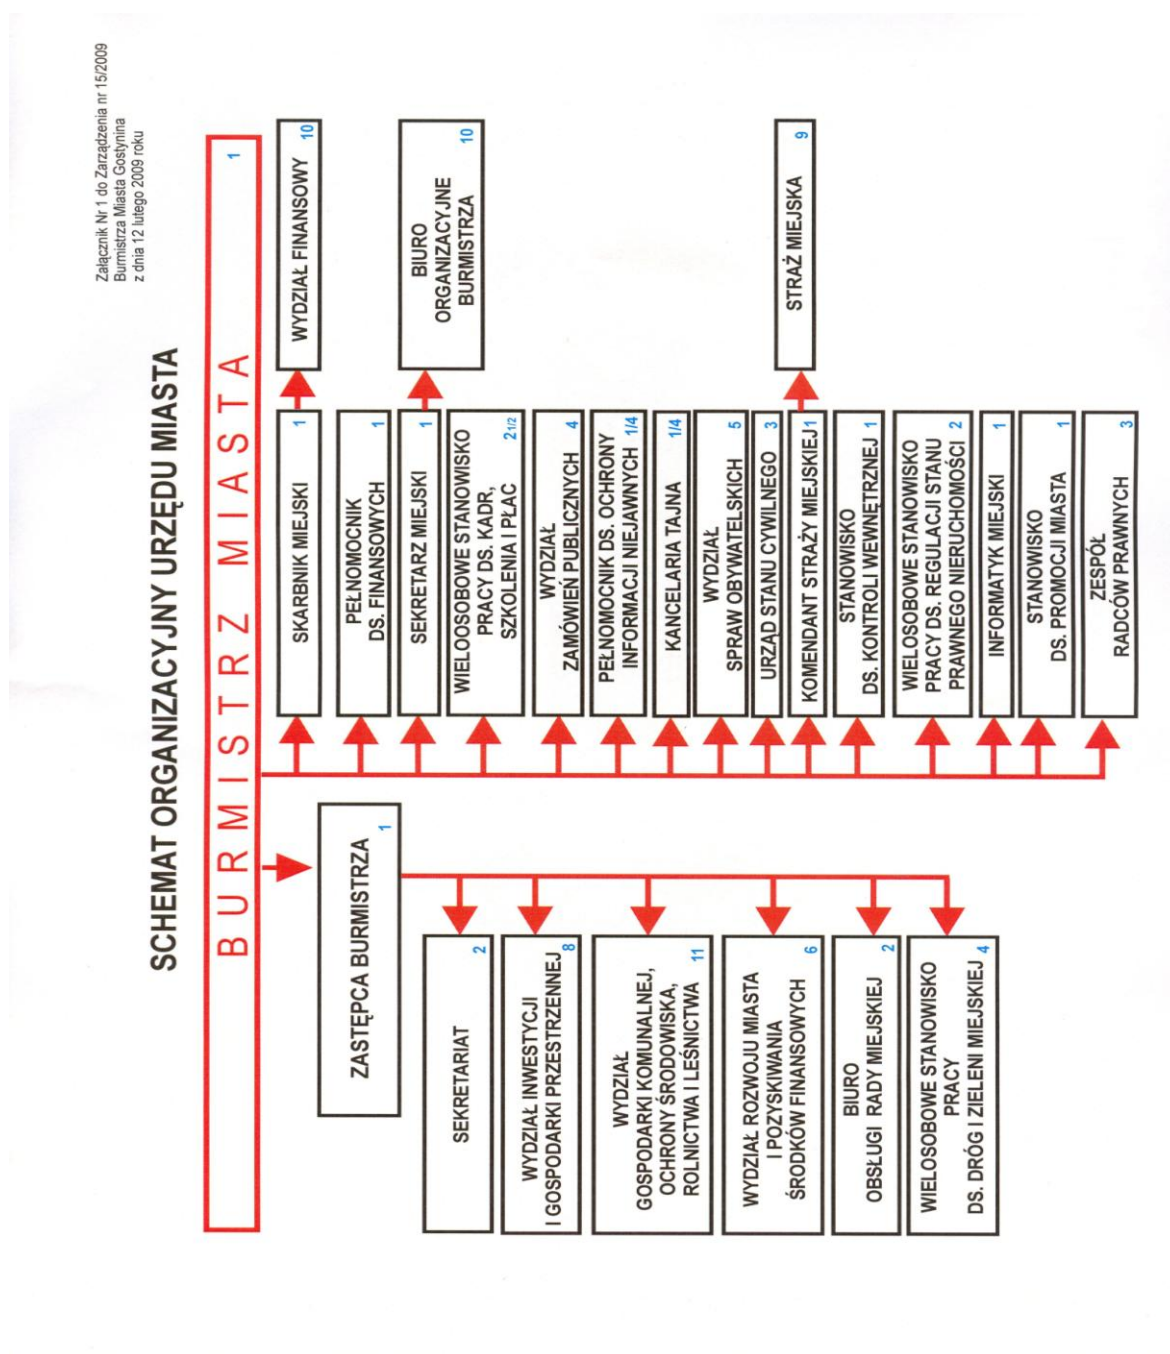 Załącznik Nr 1 do Zarządzenia nr 15/2009
Burmistrza Miasta Gostynina
z dnia 12 lutego 2009 roku
SCHEMAT ORGANIZACYJNY URZĘDU MIASTA
BURMISTRZ MIASTA 1
ZASTĘPCA BURMISTRZA 1
SEKRETARIAT 2
WYDZIAŁ INWESTYCJI
I GOSPODARKI PRZESTRZENNEJ 8
WYDZIAŁ
GOSPODARKI KOMUNALNEJ,
OCHRONY ŚRODOWISKA,
ROLNICTWA I LEŚNICTWA 11
WYDZIAŁ ROZWOJU MIASTA
I POZYSKIWANIA
ŚRODKÓW FINANSOWYCH 6
BIURO
OBSŁUGI RADY MIEJSKIEJ 2
WIELOSOBOWE STANOWISKO
PRACY
DS. DRÓG I ZIELENI MIEJSKIEJ 4
SKARBNIK MIEJSKI 1
WYDZIAŁ FINANSOWY 10
PEŁNOMOCNIK
DS. FINANSOWYCH 1
SEKRETARZ MIEJSKI 1
BIURO
ORGANIZACYJNE
BURMISTRZA 10
WIELOOSOBOWE STANOWISKO
PRACY DS. KADR,
SZKOLENIA I PŁAC 2 1/2
WYDZIAŁ
ZAMÓWIEŃ PUBLICZNYCH 4
PEŁNOMOCNIK DS. OCHRONY
INFORMACJI NIEJAWNYCH 1/4
KANCELARIA TAJNA 1/4
WYDZIAŁ
SPRAW OBYWATELSKICH 5
URZĄD STANU CYWILNEGO 3
KOMENDANT STRAŻY MIEJSKIEJ 1
STRAŻ MIEJSKA 9
STANOWISKO
DS. KONTROLI WEWNĘTRZNEJ 1
WIELOSOBOWE STANOWISKO
PRACY DS. REGULACJI STANU
PRAWNEGO NIERUCHOMOŚCI 2
INFORMATYK MIEJSKI 1
STANOWISKO
DS. PROMOCJI MIASTA 1
ZESPÓŁ
RADCÓW PRAWNYCH 3